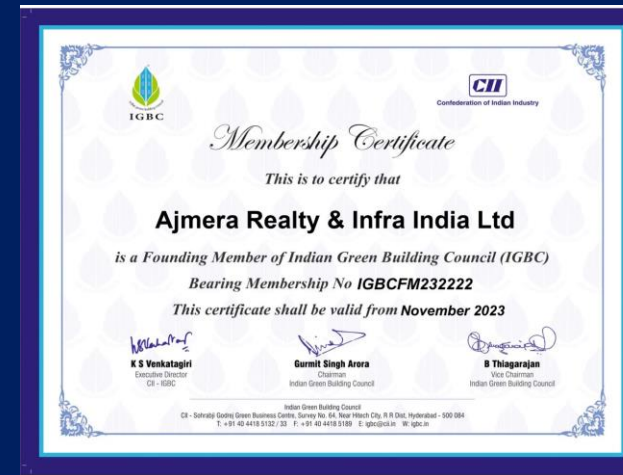 IGBC
CII
Confederation of Indian Industry
Membership Certificate
This is to certify that
Ajmera Realty & Infra India Ltd
is a Founding Member of Indian Green Building Council (IGBC)
Bearing Membership No IGBCFM232222
This certificate shall be valid from November 2023
K S Venkatagiri
Executive Director
CII - IGBC
Gurmit Singh Arora
Chairman
Indian Green Building Council
B Thiagarajan
Vice Chairman
Indian Green Building Council
Indian Green Building Council
CII - Sohrabji Godrej Green Business Centre, Survey No. 64, Near Hitech City, R R Dist, Hyderabad - 500 084
T: +91 40 4418 5132 / 33 F: +91 40 4418 5189 E: igbc@cii.in W: igbc.in